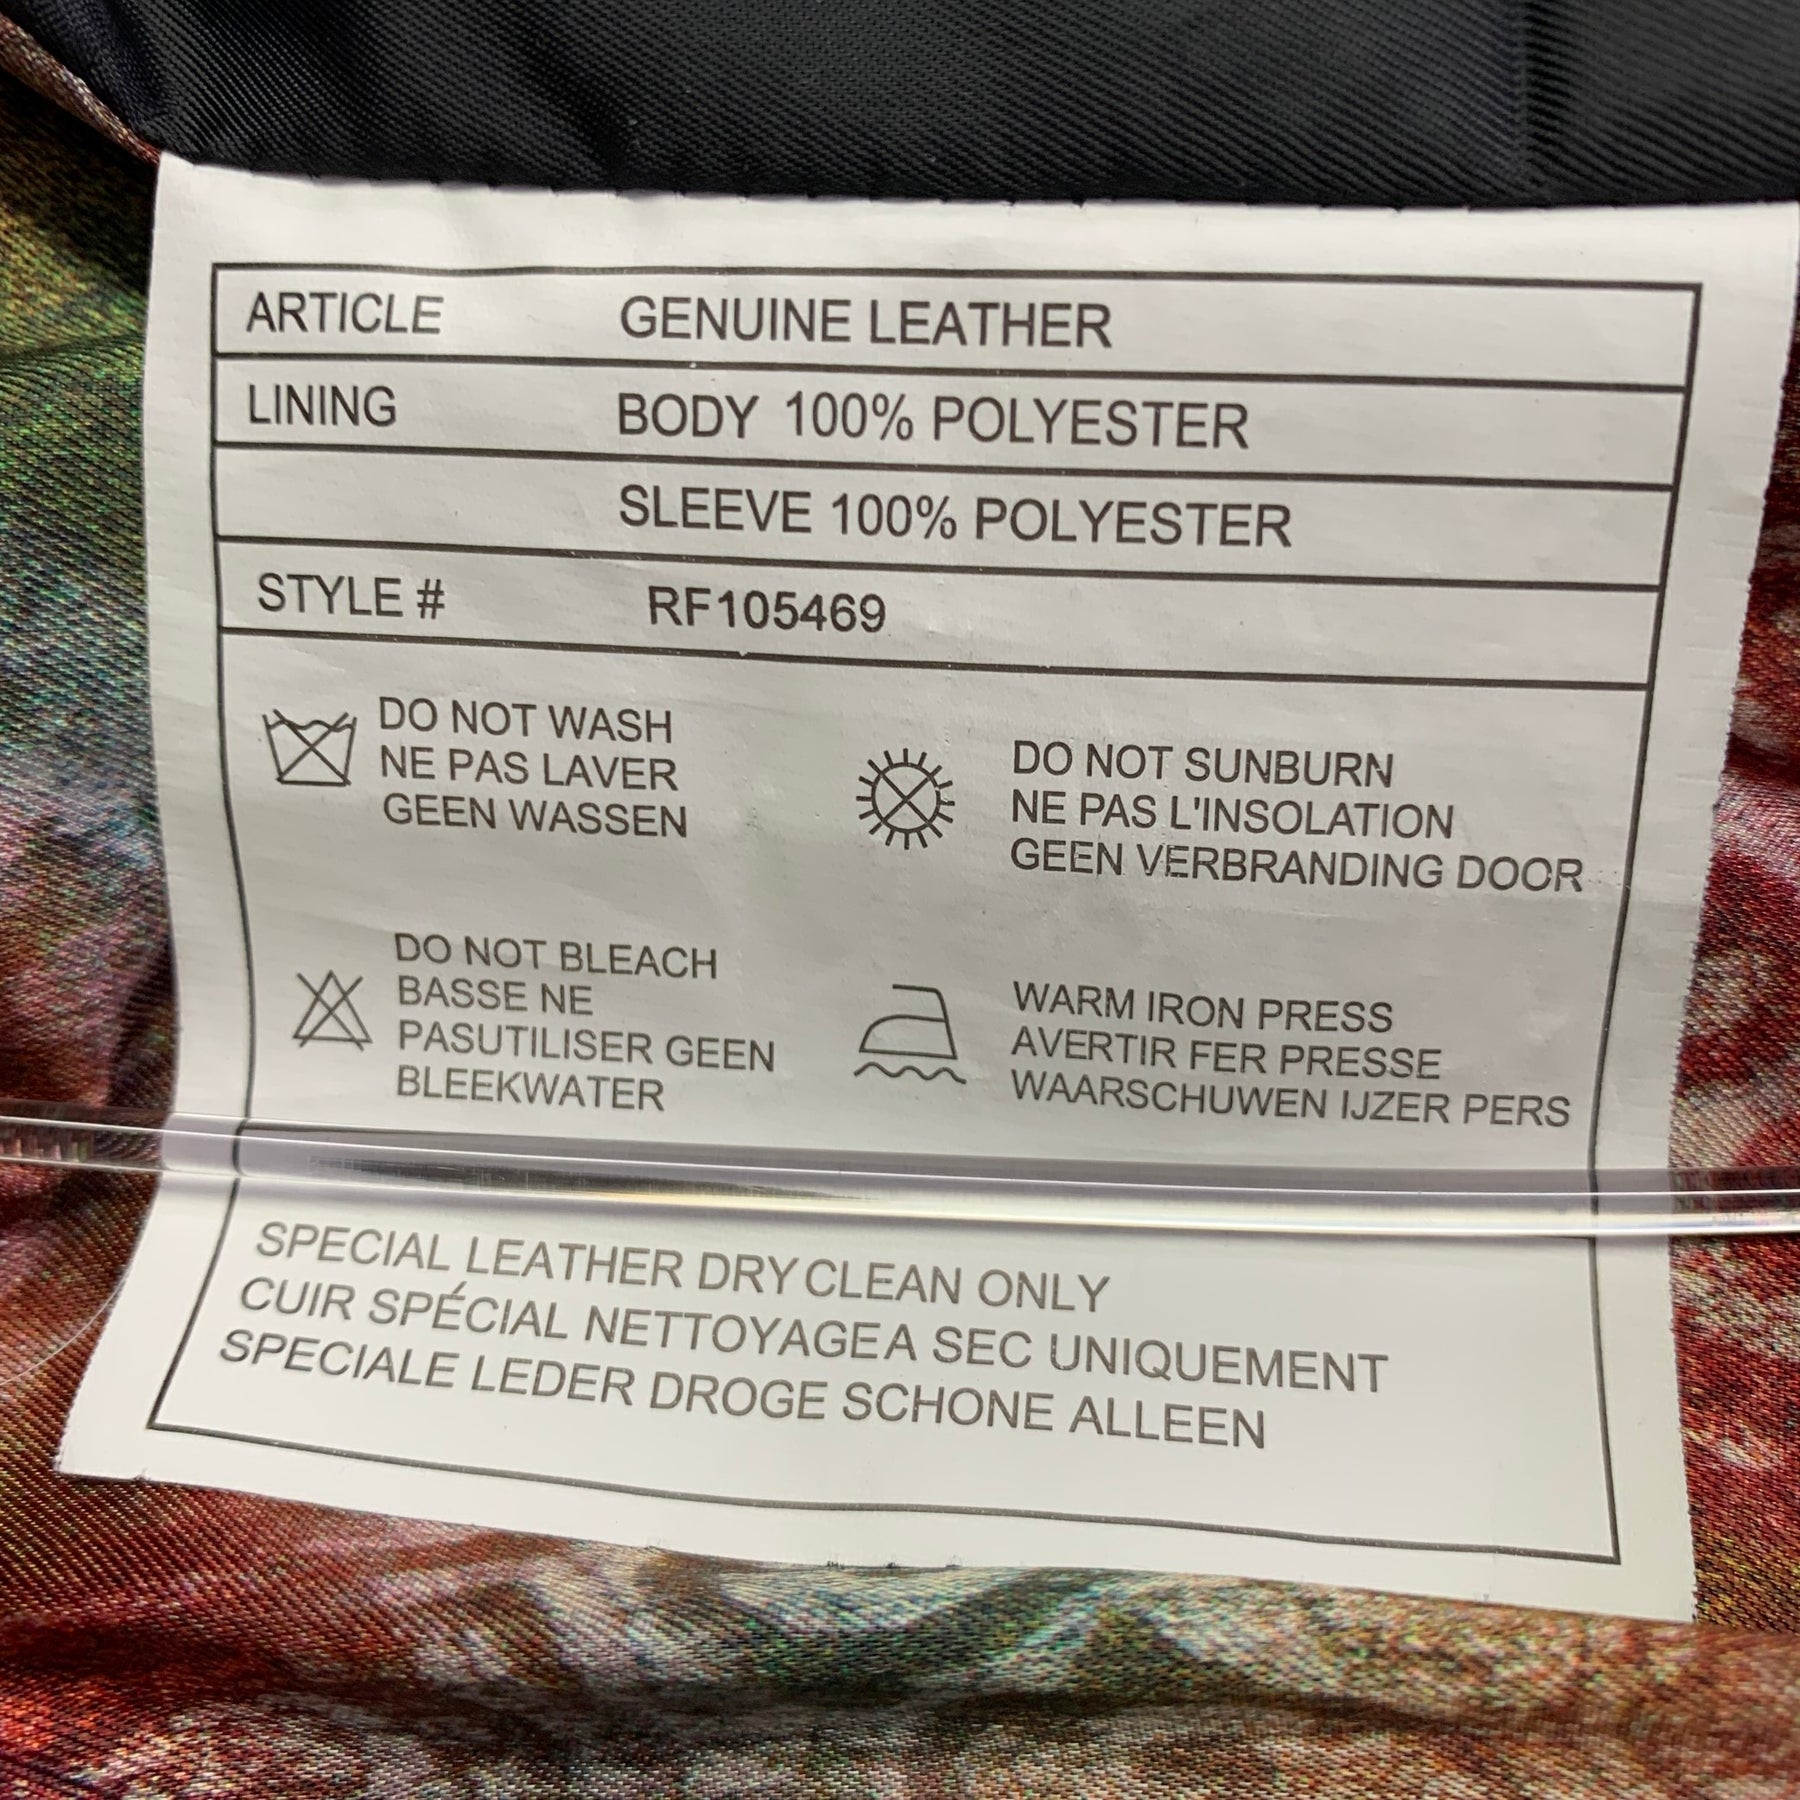 ARTICLE GENUINE LEATHER
LINING BODY 100% POLYESTER
SLEEVE 100% POLYESTER
STYLE # RF105469
DO NOT WASH
NE PAS LAVER
GEEN WASSEN
DO NOT SUNBURN
NE PAS L'INSOLATION
GEEN VERBRANDING DOOR
DO NOT BLEACH
BASSE NE
PASUTILISER GEEN
BLEEKWATER
WARM IRON PRESS
AVERTIR FER PRESSE
WAARSCHUWEN IJZER PERS
SPECIAL LEATHER DRY CLEAN ONLY
CUIR SPÉCIAL NETTOYAGEA SEC UNIQUEMENT
SPECIALE LEDER DROGE SCHONE ALLEEN